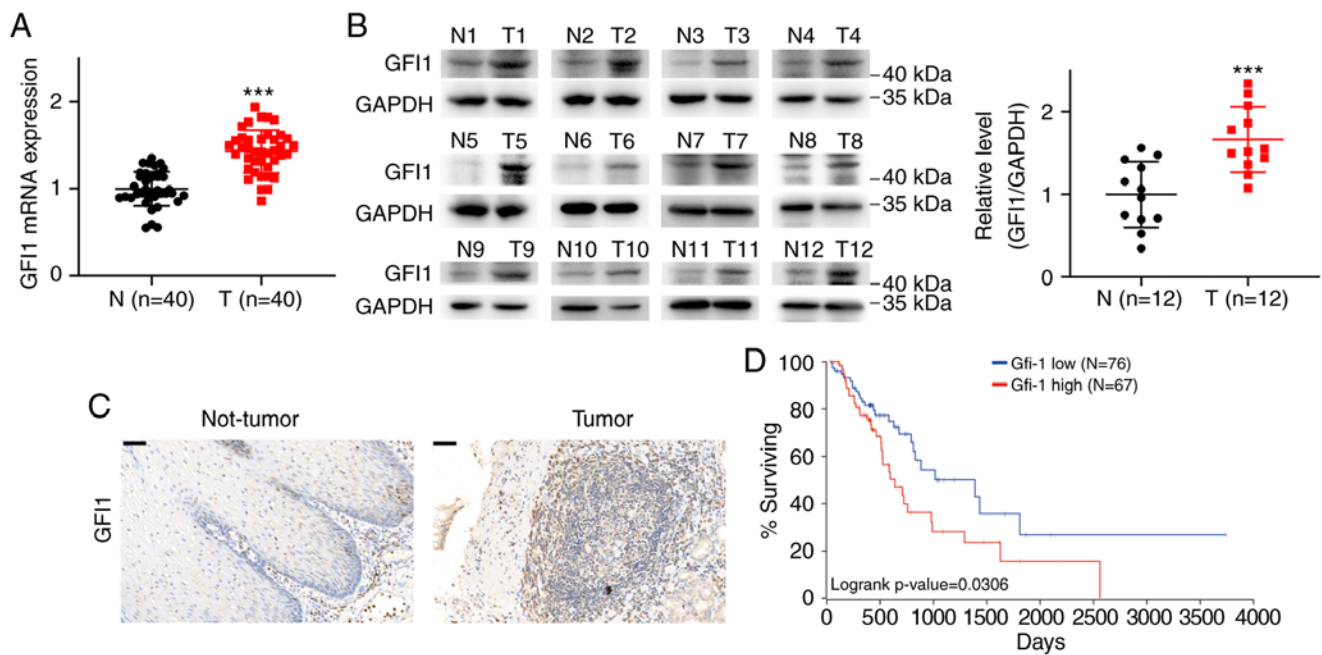 A
GFI1 mRNA expression
2
1
0
***
N (n=40) T (n=40)
B
N1 T1 N2 T2 N3 T3 N4 T4
GFI1
40 kDa
GAPDH
35 kDa
N5 T5 N6 T6 N7 T7 N8 T8
GFI1
40 kDa
GAPDH
35 kDa
N9 T9 N10 T10 N11 T11 N12 T12
GFI1
40 kDa
GAPDH
35 kDa
Relative level
(GFI1/GAPDH)
2
1
0
***
N (n=12) T (n=12)
C
Not-tumor Tumor
GFI1
D
% Surviving
100
80
60
40
20
0
Gfi-1 low (N=76)
Gfi-1 high (N=67)
Logrank p-value=0.0306
0 500 1000 1500 2000 2500 3000 3500 4000
Days